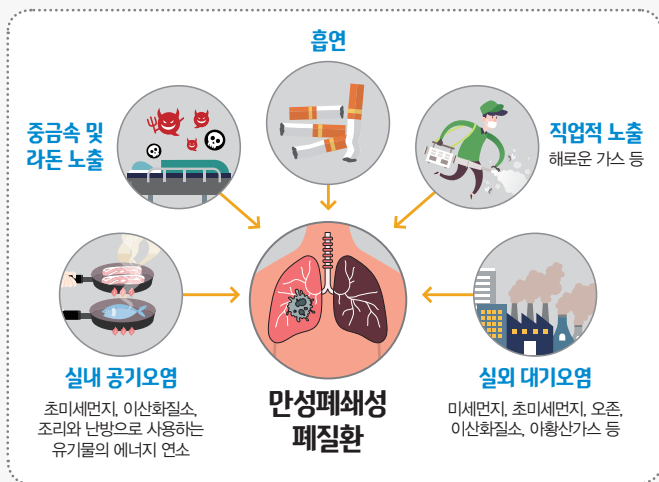 흡연
중금속 및
라돈 노출
직업적 노출
해로운 가스 등
실내 공기오염
초미세먼지, 이산화질소,
조리와 난방으로 사용하는
유기물의 에너지 연소
만성폐쇄성
폐질환
실외 대기오염
미세먼지, 초미세먼지, 오존,
이산화질소, 아황산가스 등